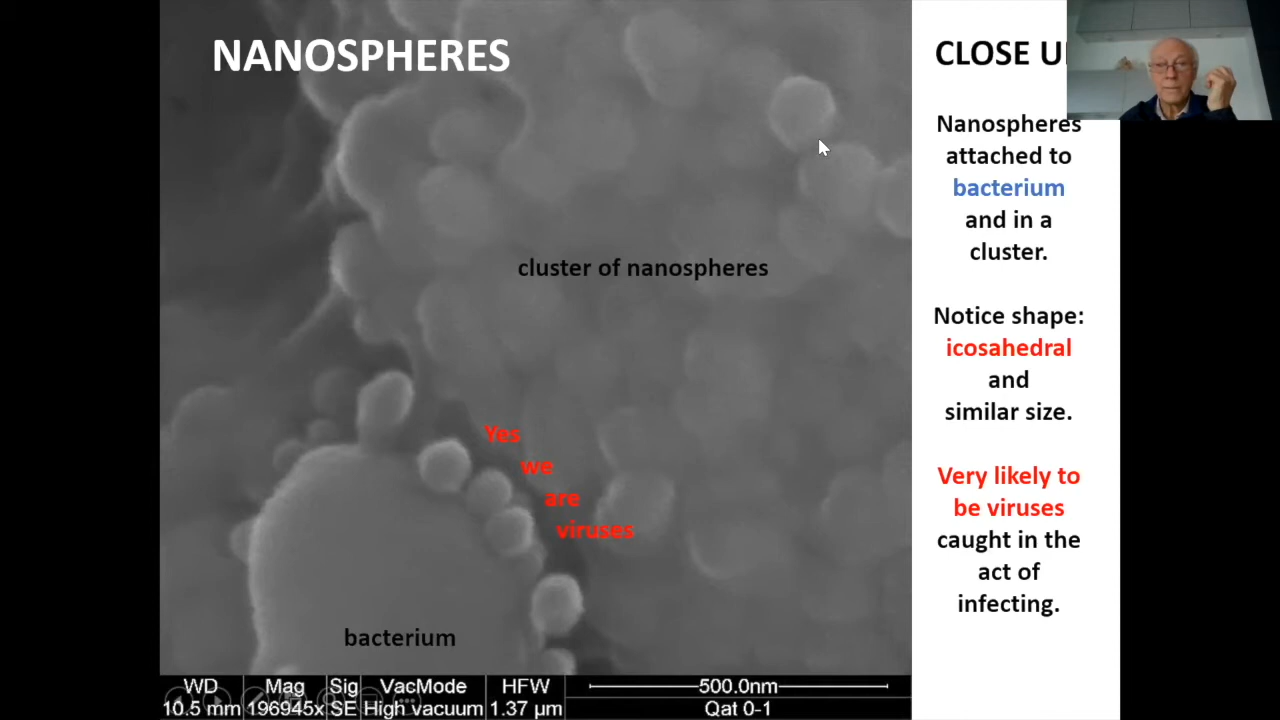 NANOSPHERES
cluster of nanospheres
Yes
we
are
viruses
bacterium
WD Mag Sig VacMode HFW 500.0nm
10.5 mm 196945x SE High vacuum 1.37 µm Qat 0-1
CLOSE
Nanospheres
attached to
bacterium
and in a
cluster.
Notice shape:
icosahedral
and
similar size.
Very likely to
be viruses
caught in the
act of
infecting.